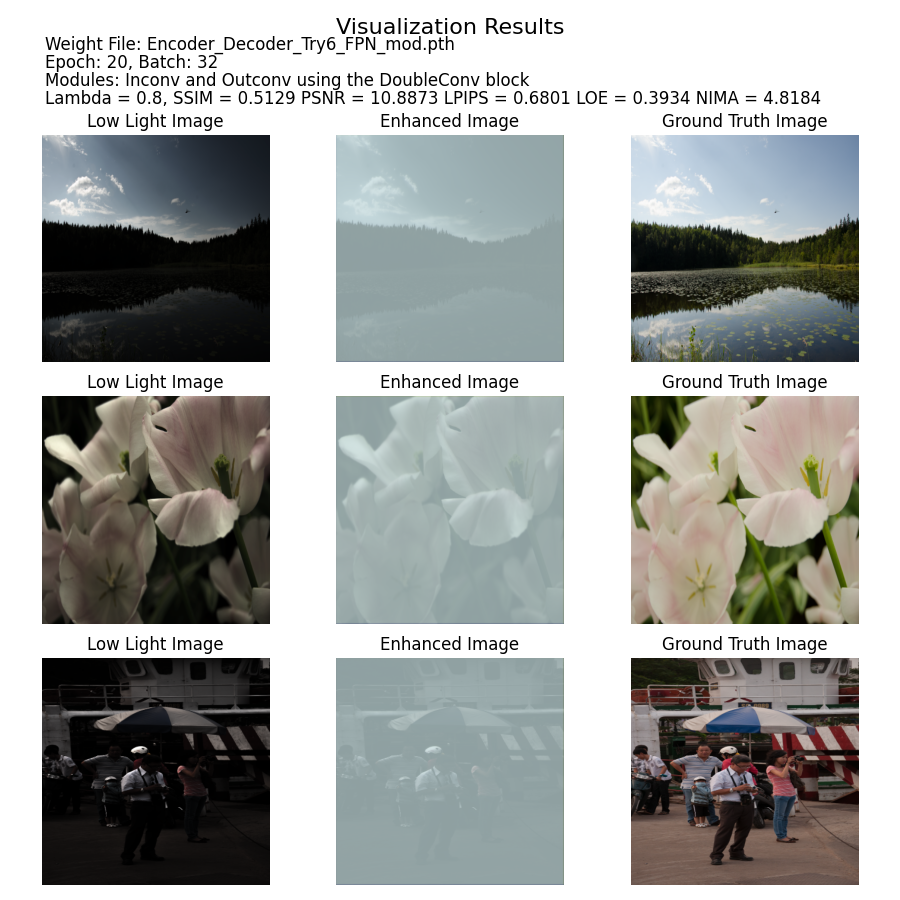 Visualization Results
Weight File: Encoder_Decoder_Try6_FPN_mod.pth
Epoch: 20, Batch: 32
Modules: Inconv and Outconv using the DoubleConv block
Lambda = 0.8, SSIM = 0.5129 PSNR = 10.8873 LPIPS = 0.6801 LOE = 0.3934 NIMA = 4.8184
Low Light Image
Enhanced Image
Ground Truth Image
Low Light Image
Enhanced Image
Ground Truth Image
Low Light Image
Enhanced Image
Ground Truth Image